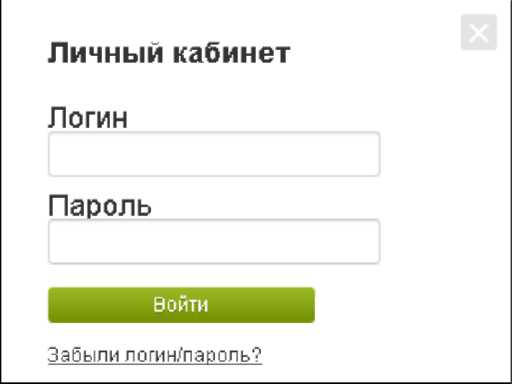 Личный кабинет
Логин
Пароль
Войти
Забыли логин/пароль?